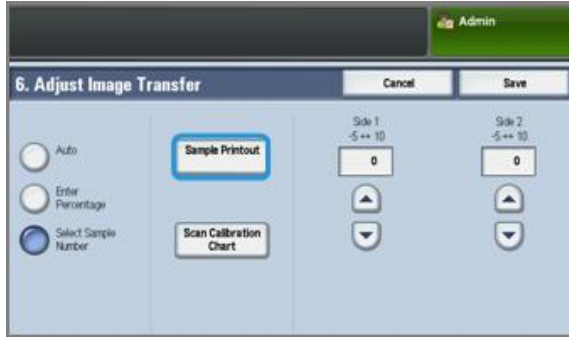 Admin
6. Adjust Image Transfer
Cancel
Save
Auto
Enter
Percentage
Select Sample
Number
Sample Printout
Scan Calibration
Chart
Side 1
-5 ↔ 10
0
Side 2
-5 ↔ 10
0